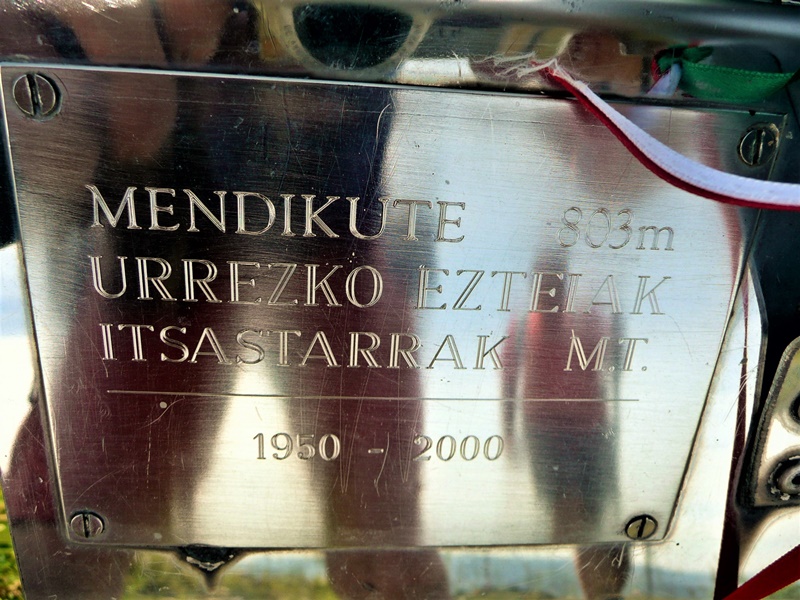 MENDIKUTE 803m
URREZKO EZTEIAK
ITSASTARRAK M.T.
1950 - 2000